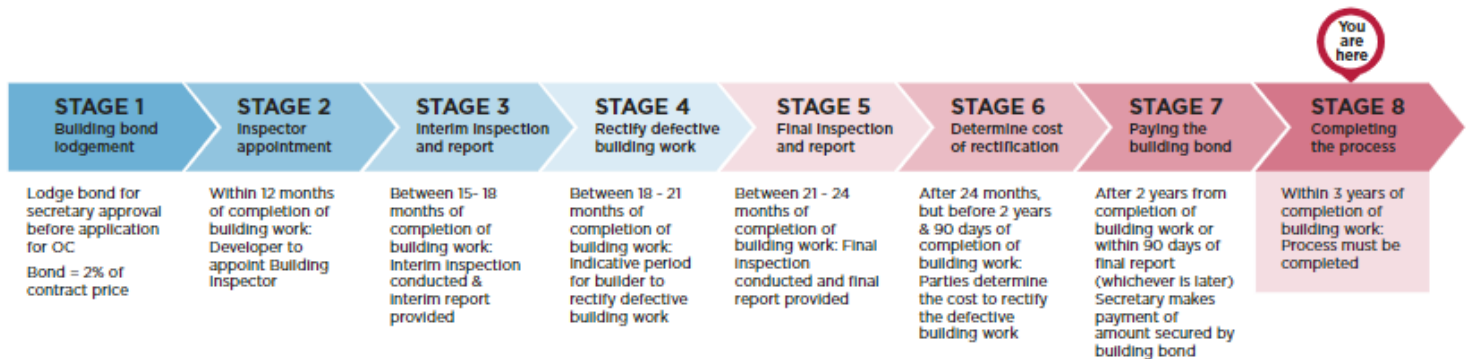 You
are
here
STAGE 1
Building bond
lodgement
Lodge bond for
secretary approval
before application
for OC
Bond = 2% of
contract price
STAGE 2
Inspector
appointment
Within 12 months
of completion of
building work:
Developer to
appoint Building
Inspector
STAGE 3
Interim inspection
and report
Between 15- 18
months of
completion of
building work:
Interim inspection
conducted &
interim report
provided
STAGE 4
Rectify defective
building work
Between 18 - 21
months of
completion of
building work:
Indicative period
for builder to
rectify defective
building work
STAGE 5
Final inspection
and report
Between 21 - 24
months of
completion of
building work: Final
inspection
conducted and final
report provided
STAGE 6
Determine cost
of rectification
After 24 months,
but before 2 years
& 90 days of
completion of
building work:
Parties determine
the cost to rectify
the defective
building work
STAGE 7
Paying the
building bond
After 2 years from
completion of
building work or
within 90 days of
final report
(whichever is later)
Secretary makes
payment of
amount secured by
building bond
STAGE 8
Completing
the process
Within 3 years of
completion of
building work:
Process must be
completed